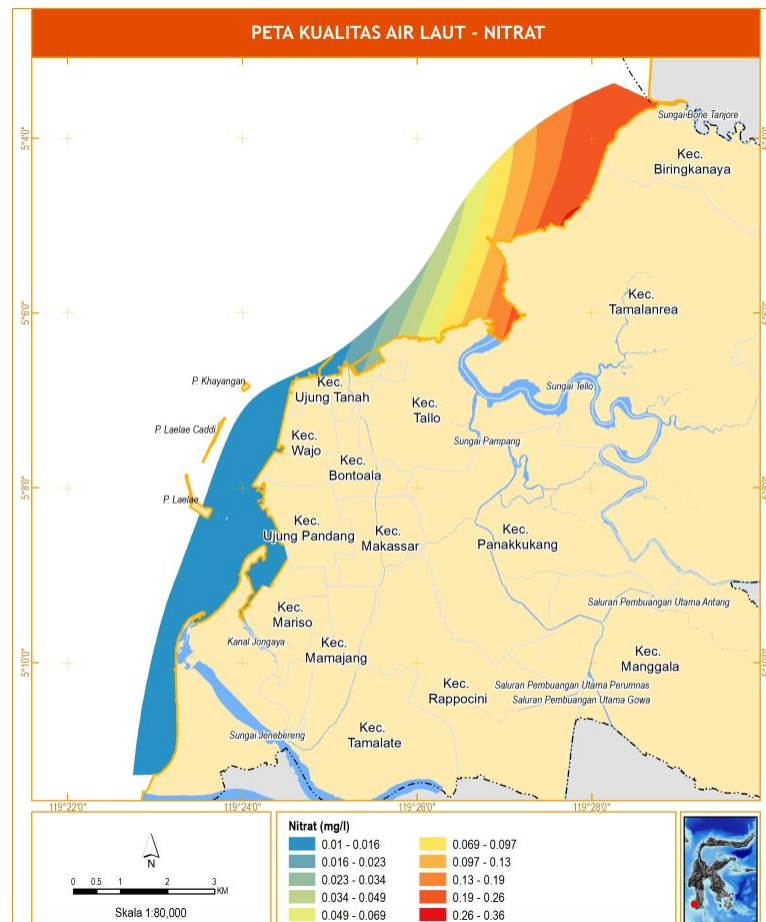 PETA KUALITAS AIR LAUT - NITRAT
Sungai Bone Tanjore
5°4'0"
Kec.
Biringkanaya
Kec.
Tamalanrea
5°6'0"
P. Khayangan
Kec.
Ujung Tanah
Sungai Tello
Kec.
Tallo
P. Laelae Caddi
Kec.
Wajo
Sungai Pampang
Kec.
Bontoala
5°8'0"
P. Laelae
Kec.
Ujung Pandang
Kec.
Makassar
Kec.
Panakkukang
Saluran Pembuangan Utama Antang
Kec.
Mariso
Kanal Jongaya
Kec.
Mamajang
Kec.
Manggala
5°10'0"
Kec.
Rappocini
Saluran Pembuangan Utama Perumnas
Saluran Pembuangan Utama Gowa
Sungai Jenebereng
Kec.
Tamalate
119°22'0" 119°24'0" 119°26'0" 119°28'0"
N
0 0.5 1 2 3
KM
Skala 1:80,000
Nitrat (mg/l)
0.01 - 0.016
0.016 - 0.023
0.023 - 0.034
0.034 - 0.049
0.049 - 0.069
0.069 - 0.097
0.097 - 0.13
0.13 - 0.19
0.19 - 0.26
0.26 - 0.36